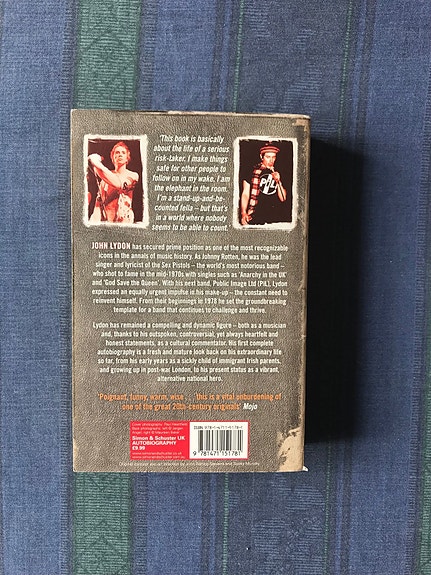 'This book is basically
about the life of a serious
risk-taker. I make things
safe for other people to
follow on in my wake. I am
the elephant in the room.
I'm a stand-up-and-be-
counted fella – but that's
in a world where nobody
seems to be able to count.'
PiL
JOHN LYDON has secured prime position as one of the most recognizable
icons in the annals of music history. As Johnny Rotten, he was the lead
singer and lyricist of the Sex Pistols – the world's most notorious band –
who shot to fame in the mid-1970s with singles such as 'Anarchy in the UK'
and 'God Save the Queen'. With his next band, Public Image Ltd (PiL), Lydon
expressed an equally urgent impulse in his make-up – the constant need to
reinvent himself. From their beginnings in 1978 he set the groundbreaking
template for a band that continues to challenge and thrive.
Lydon has remained a compelling and dynamic figure – both as a musician
and, thanks to his outspoken, controversial, yet always heartfelt and
honest statements, as a cultural commentator. His first complete
autobiography is a fresh and mature look back on his extraordinary life
so far, from his early years as a sickly child of immigrant Irish parents,
and growing up in post-war London, to his present status as a vibrant,
alternative national hero.
'Poignant, funny, warm, wise . . . this is a vital unburdening of
one of the great 20th-century originals' Mojo
Simon & Schuster UK
AUTOBIOGRAPHY
£9.99
ISBN 978-1-4711-5178-1
9 781471 151781